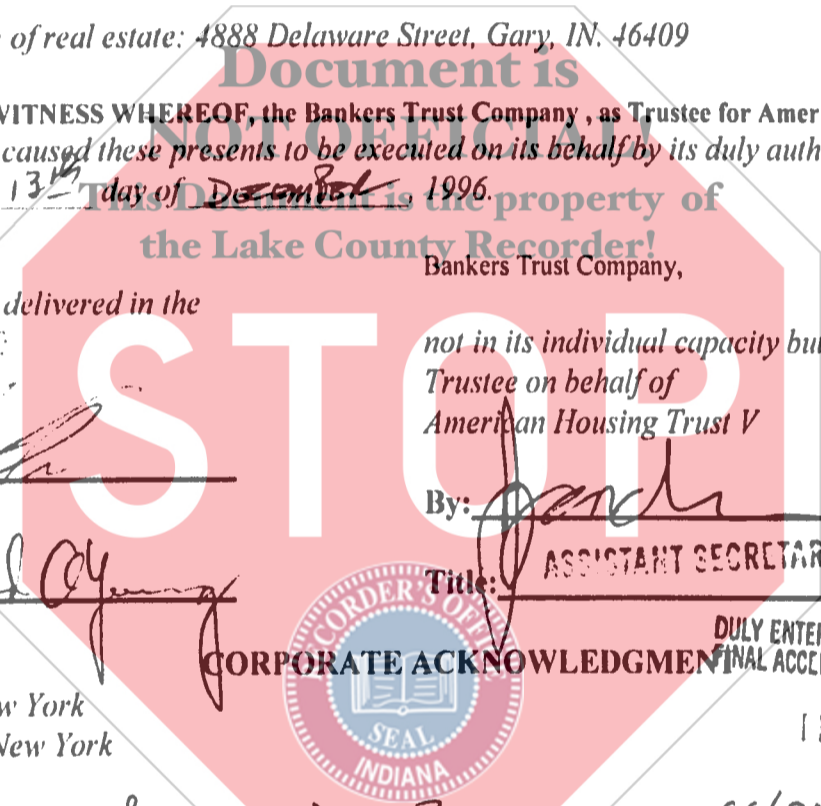 of real estate: 4888 Delaware Street, Gary, IN. 46409
Document is
WITNESS WHEREOF, the Bankers Trust Company , as Trustee for Amer
NOT OFFICIAL!
caused these presents to be executed on its behalf by its duly auth
13th day of December, 1996.
This Document is the property of
the Lake County Recorder!
Bankers Trust Company,
delivered in the
not in its individual capacity but
Trustee on behalf of
American Housing Trust V
STOP
By:
Title: ASSISTANT SECRETAR
DULY ENTER
CORPORATE ACKNOWLEDGMENT
FINAL ACCE
RECORDER'S OFFICE
SEAL
INDIANA
w York
New York